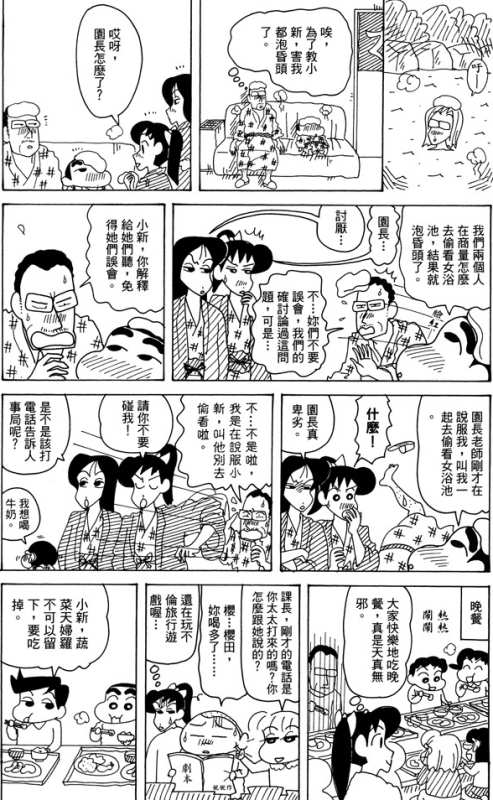 呼
唉，
為了教小
新，害我
都泡昏頭
了。
哎呀，
園長怎麼了？
我們兩個人
在商量怎麼
去偷看女浴
池，結果就
泡昏頭了。
臉紅
園長…
討厭…
不…妳們不要
誤會，我們的
確討論過這問
題，可是…
小新，你解釋
給她們聽，免
得她們誤會。
園長老師剛才在
說服我，叫我一
起去偷看女浴池
什麼！
園長真
卑劣。
不…不是啦，
我是在說服小
新，叫他別去
偷看啦。
請你不要
碰我！
是不是該打
電話告訴人
事局呢？
我想喝
牛奶。
晚餐
熱熱
鬧鬧
大家快樂地吃晚
餐，真是天真無
邪。
課長，剛才的電話是
你太太打來的嗎？你
怎麼跟她說的？
櫻…櫻田，
妳喝多了……
還在玩不
倫旅行遊
戲喔…
劇本
小新，蔬
菜天婦羅
不可以留
下，要吃
掉。